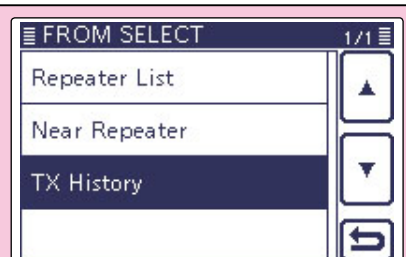 FROM SELECT 1/1
Repeater List
Near Repeater
TX History